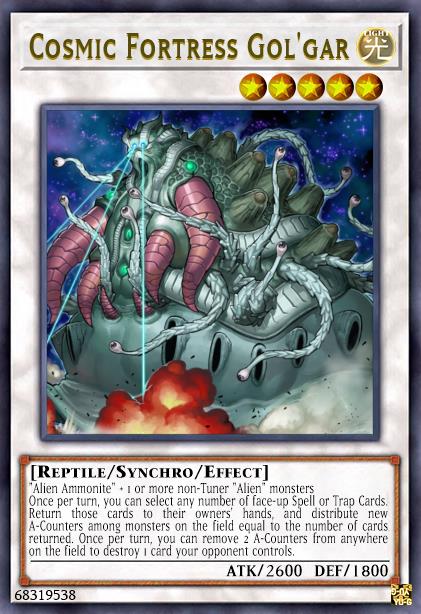 COSMIC FORTRESS GOL'GAR
LIGHT
光
[REPTILE/SYNCHRO/EFFECT]
"Alien Ammonite" + 1 or more non-Tuner "Alien" monsters
Once per turn, you can select any number of face-up Spell or Trap Cards.
Return those cards to their owners' hands, and distribute new
A-Counters among monsters on the field equal to the number of cards
returned. Once per turn, you can remove 2 A-Counters from anywhere
on the field to destroy 1 card your opponent controls.
ATK/2600 DEF/1800
68319538